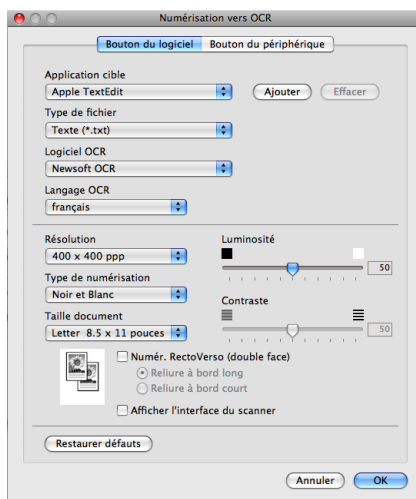 Numérisation vers OCR
Bouton du logiciel Bouton du périphérique
Application cible
Apple TextEdit Ajouter Effacer
Type de fichier
Texte (*.txt)
Logiciel OCR
Newsoft OCR
Langage OCR
français
Résolution Luminosité
400 x 400 ppp 50
Type de numérisation
Noir et Blanc
Contraste
Taille document
Letter 8.5 x 11 pouces 50
Numér. RectoVerso (double face)
Reliure à bord long
Reliure à bord court
Afficher l'interface du scanner
Restaurer défauts
Annuler OK